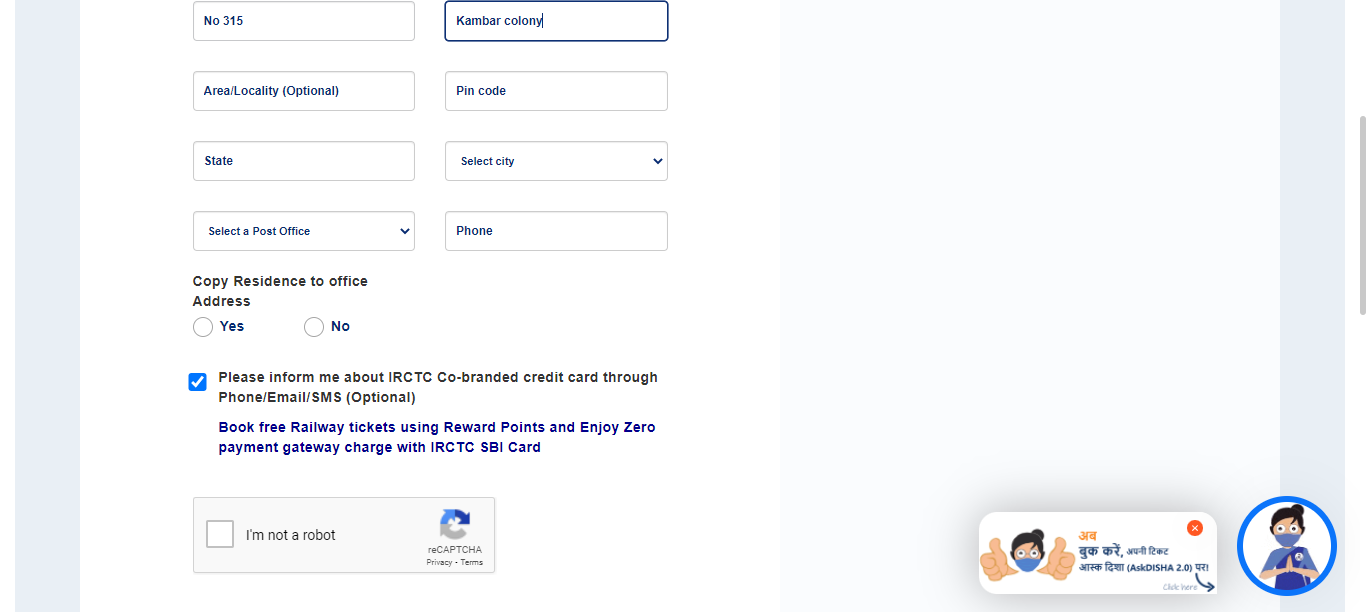 No 315
Kambar colony
Area/Locality (Optional)
Pin code
State
Select city
Select a Post Office
Phone
Copy Residence to office
Address
Yes
No
Please inform me about IRCTC Co-branded credit card through
Phone/Email/SMS (Optional)
Book free Railway tickets using Reward Points and Enjoy Zero
payment gateway charge with IRCTC SBI Card
I'm not a robot
reCAPTCHA
Privacy - Terms
अब
बुक करें, अपनी टिकट
आस्क दिशा (AskDISHA 2.0) पर!
Click here